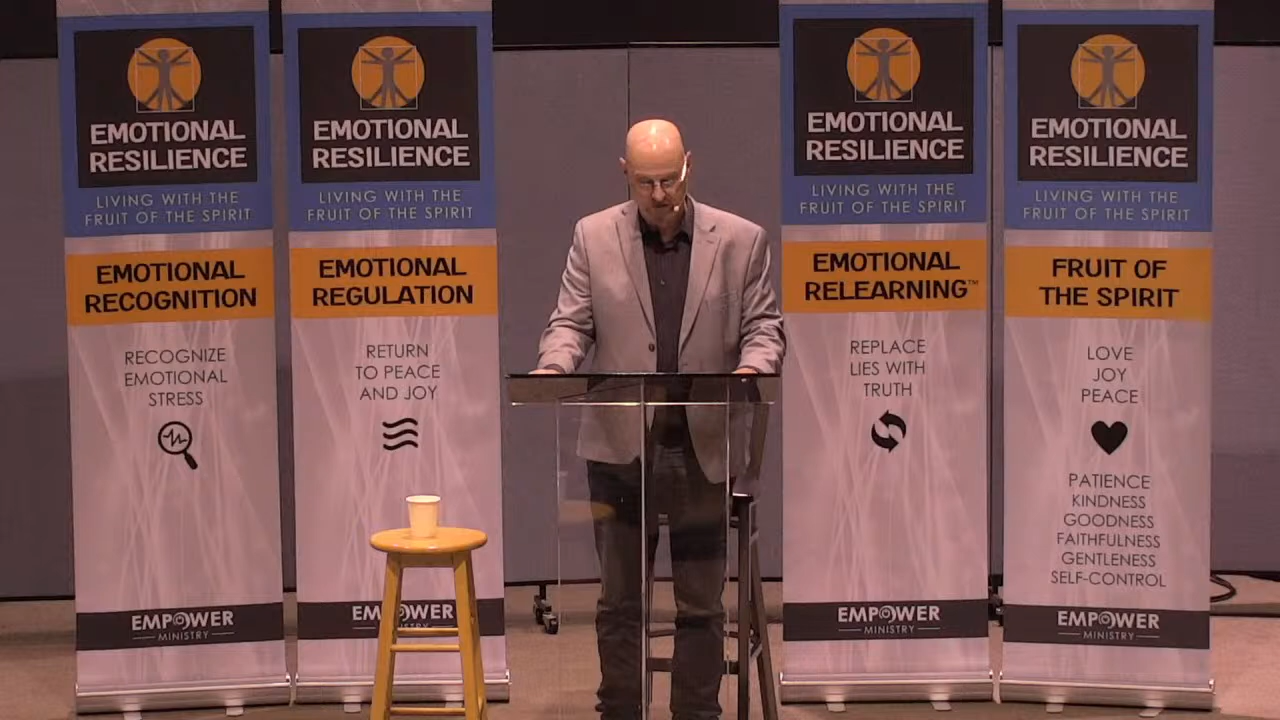 EMOTIONAL
RESILIENCE
LIVING WITH THE
FRUIT OF THE SPIRIT
EMOTIONAL
RECOGNITION
RECOGNIZE
EMOTIONAL
STRESS
EMPOWER
MINISTRY
EMOTIONAL
RESILIENCE
LIVING WITH THE
FRUIT OF THE SPIRIT
EMOTIONAL
REGULATION
RETURN
TO PEACE
AND JOY
EMPOWER
MINISTRY
EMOTIONAL
RESILIENCE
LIVING WITH THE
FRUIT OF THE SPIRIT
EMOTIONAL
RELEARNING™
REPLACE
LIES WITH
TRUTH
EMPOWER
MINISTRY
EMOTIONAL
RESILIENCE
LIVING WITH THE
FRUIT OF THE SPIRIT
FRUIT OF
THE SPIRIT
LOVE
JOY
PEACE
PATIENCE
KINDNESS
GOODNESS
FAITHFULNESS
GENTLENESS
SELF-CONTROL
EMPOWER
MINISTRY